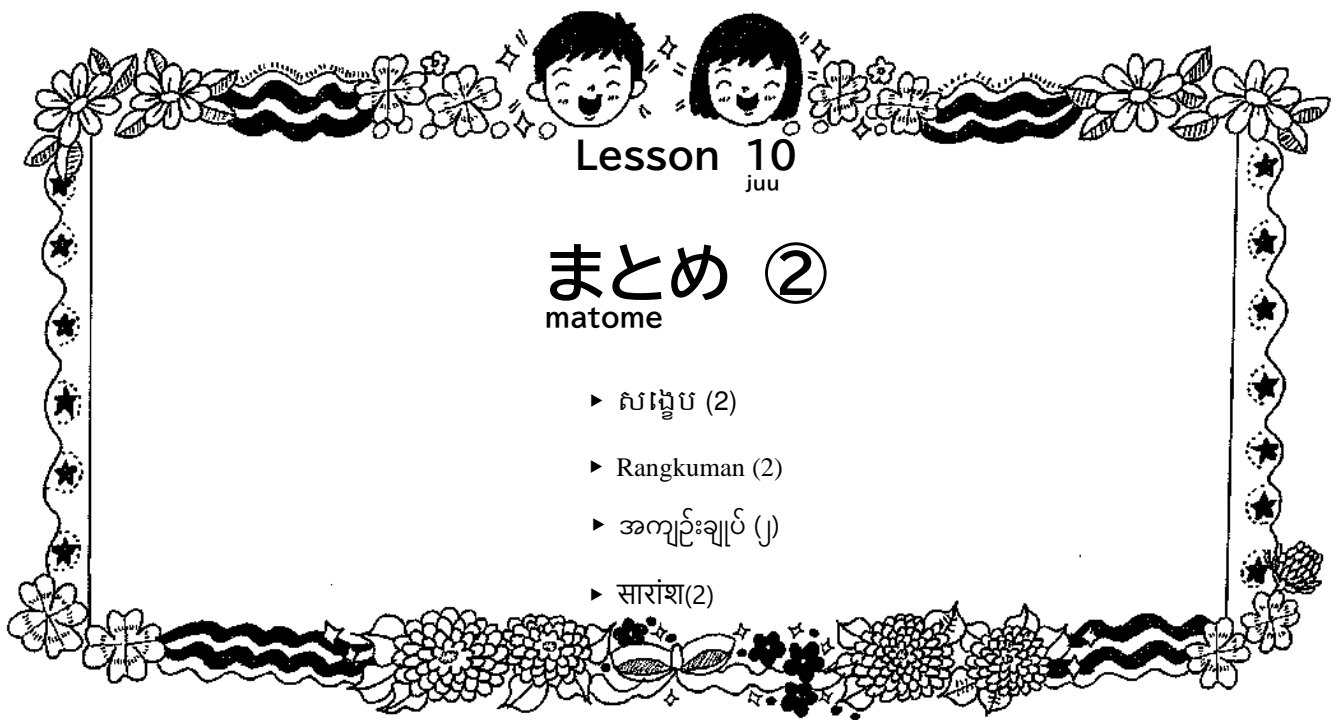 Lesson 10
juu
まとめ ②
matome
▸ សង្ខេប (2)
▸ Rangkuman (2)
▸ အကျဉ်းချုပ် (၂)
▸ सारांश(2)